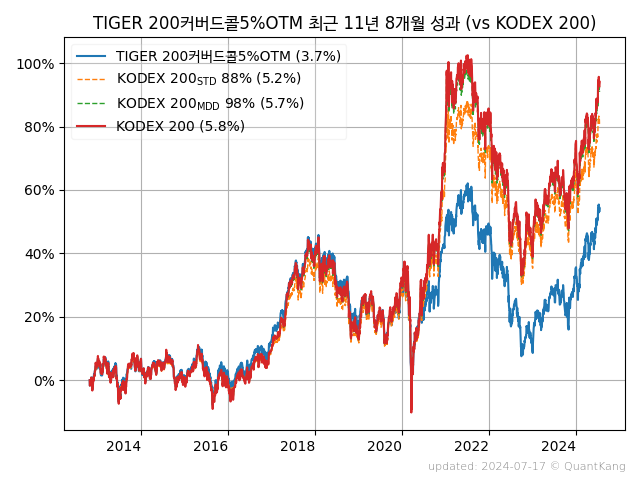 TIGER 200커버드콜5%OTM 최근 11년 8개월 성과 (vs KODEX 200)
TIGER 200커버드콜5%OTM (3.7%)
KODEX 200STD 88% (5.2%)
KODEX 200MDD 98% (5.7%)
KODEX 200 (5.8%)
100%
80%
60%
40%
20%
0%
2014 2016 2018 2020 2022 2024
updated: 2024-07-17 © QuantKang